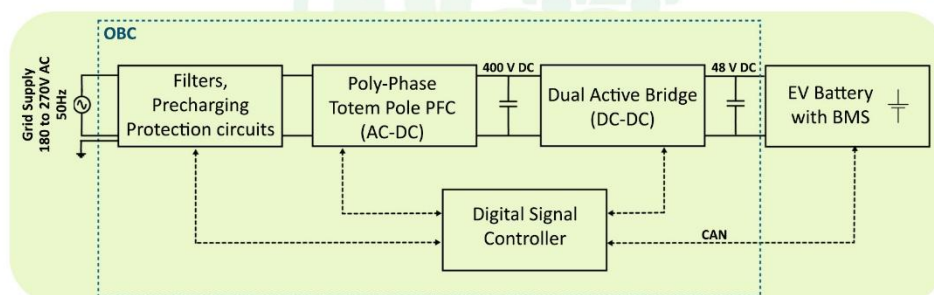 OBC
Grid Supply
180 to 270V AC
50Hz
Filters,
Precharging
Protection circuits
Poly-Phase
Totem Pole PFC
(AC-DC)
400 V DC
Dual Active Bridge
(DC-DC)
48 V DC
EV Battery
with BMS
Digital Signal
Controller
CAN